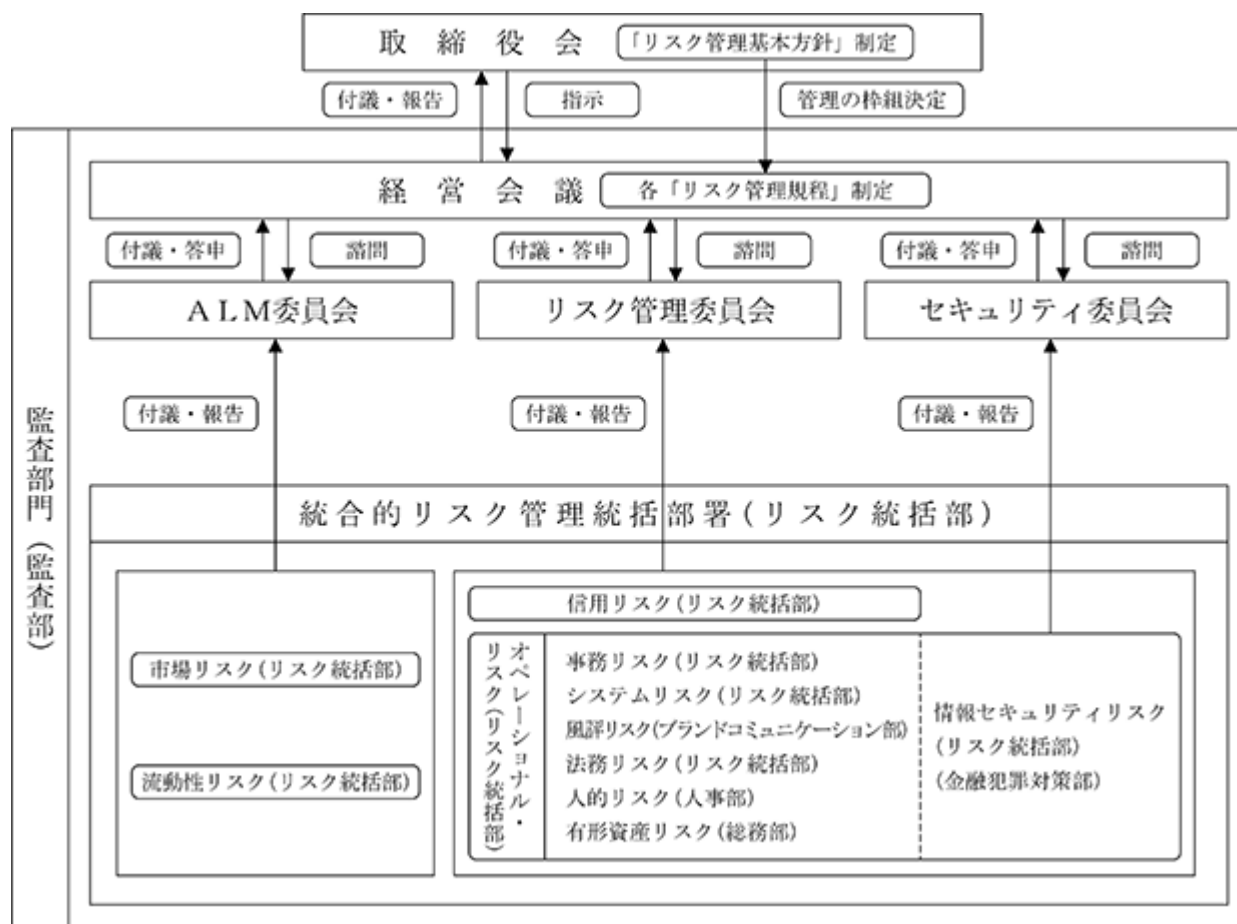 取締役会
「リスク管理基本方針」制定
付議・報告
指示
管理の枠組決定
経営会議
各「リスク管理規程」制定
付議・答申
諮問
付議・答申
諮問
付議・答申
諮問
ALM委員会
リスク管理委員会
セキュリティ委員会
付議・報告
付議・報告
付議・報告
監査部門(監査部)
統合的リスク管理統括部署(リスク統括部)
市場リスク(リスク統括部)
流動性リスク(リスク統括部)
信用リスク(リスク統括部)
オペレーショナル・
リスク(リスク統括部)
事務リスク(リスク統括部)
システムリスク(リスク統括部)
風評リスク(ブランドコミュニケーション部)
法務リスク(リスク統括部)
人的リスク(人事部)
有形資産リスク(総務部)
情報セキュリティリスク
(リスク統括部)
(金融犯罪対策部)